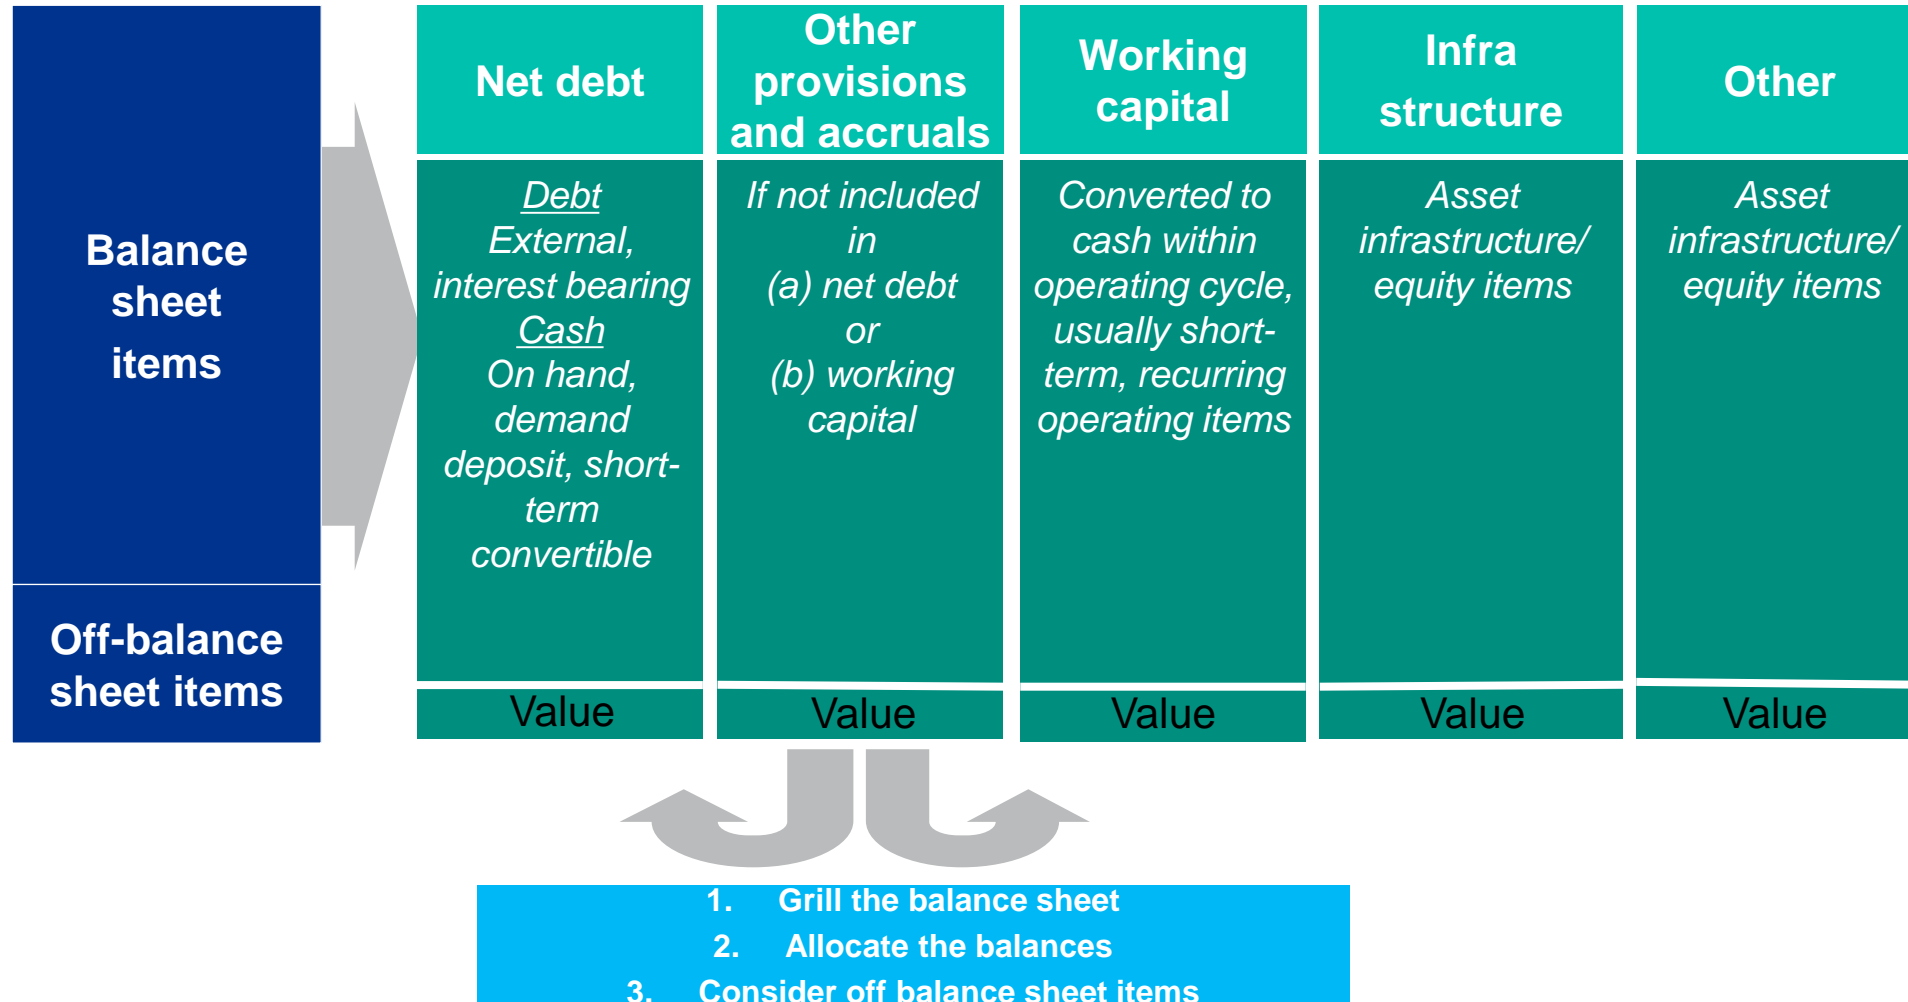 Balance
sheet
items
Off-balance
sheet items
Net debt
Debt
External,
interest bearing
Cash
On hand,
demand
deposit, short-
term
convertible
Value
Other
provisions
and accruals
If not included
in
(a) net debt
or
(b) working
capital
Value
Working
capital
Converted to
cash within
operating cycle,
usually short-
term, recurring
operating items
Value
Infra
structure
Asset
infrastructure/
equity items
Value
Other
Asset
infrastructure/
equity items
Value
1. Grill the balance sheet
2. Allocate the balances
3. Consider off balance sheet items